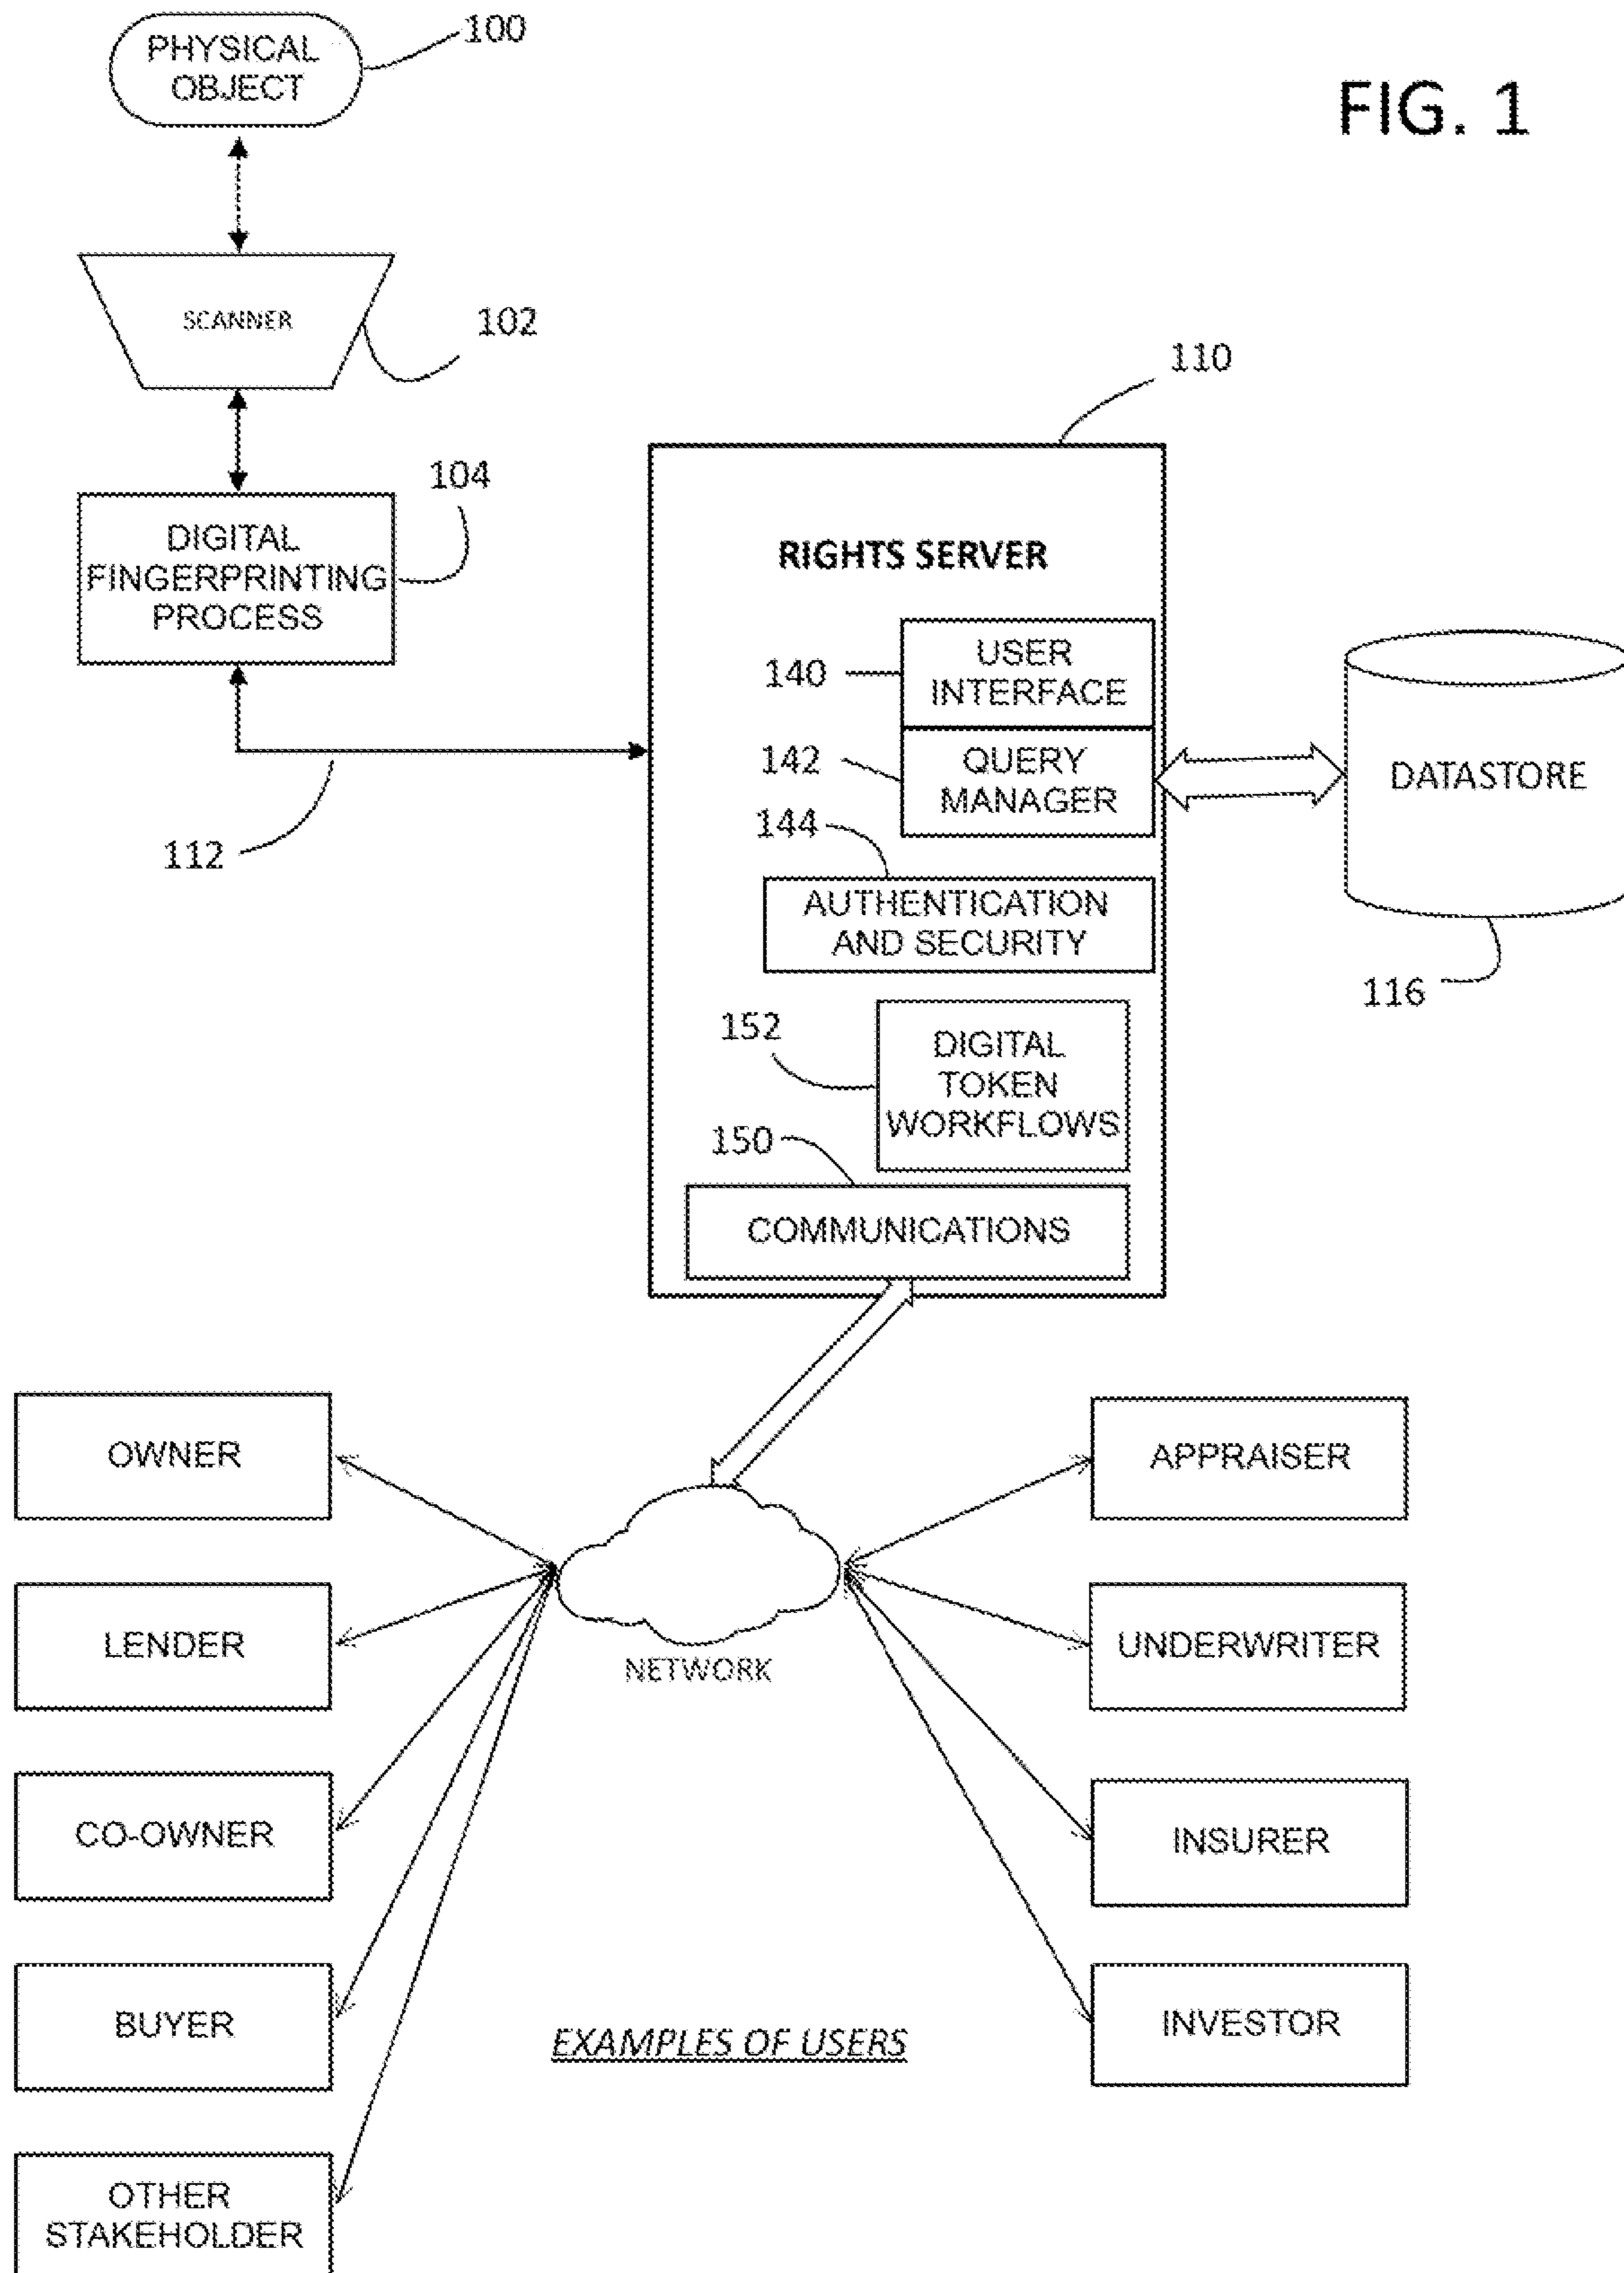 PHYSICAL
OBJECT
100
FIG. 1
SCANNER
102
110
DIGITAL
FINGERPRINTING
PROCESS
104
112
RIGHTS SERVER
140
USER
INTERFACE
142
QUERY
MANAGER
DATASTORE
116
144
AUTHENTICATION
AND SECURITY
152
DIGITAL
TOKEN
WORKFLOWS
150
COMMUNICATIONS
NETWORK
OWNER
LENDER
CO-OWNER
BUYER
OTHER
STAKEHOLDER
APPRAISER
UNDERWRITER
INSURER
INVESTOR
EXAMPLES OF USERS